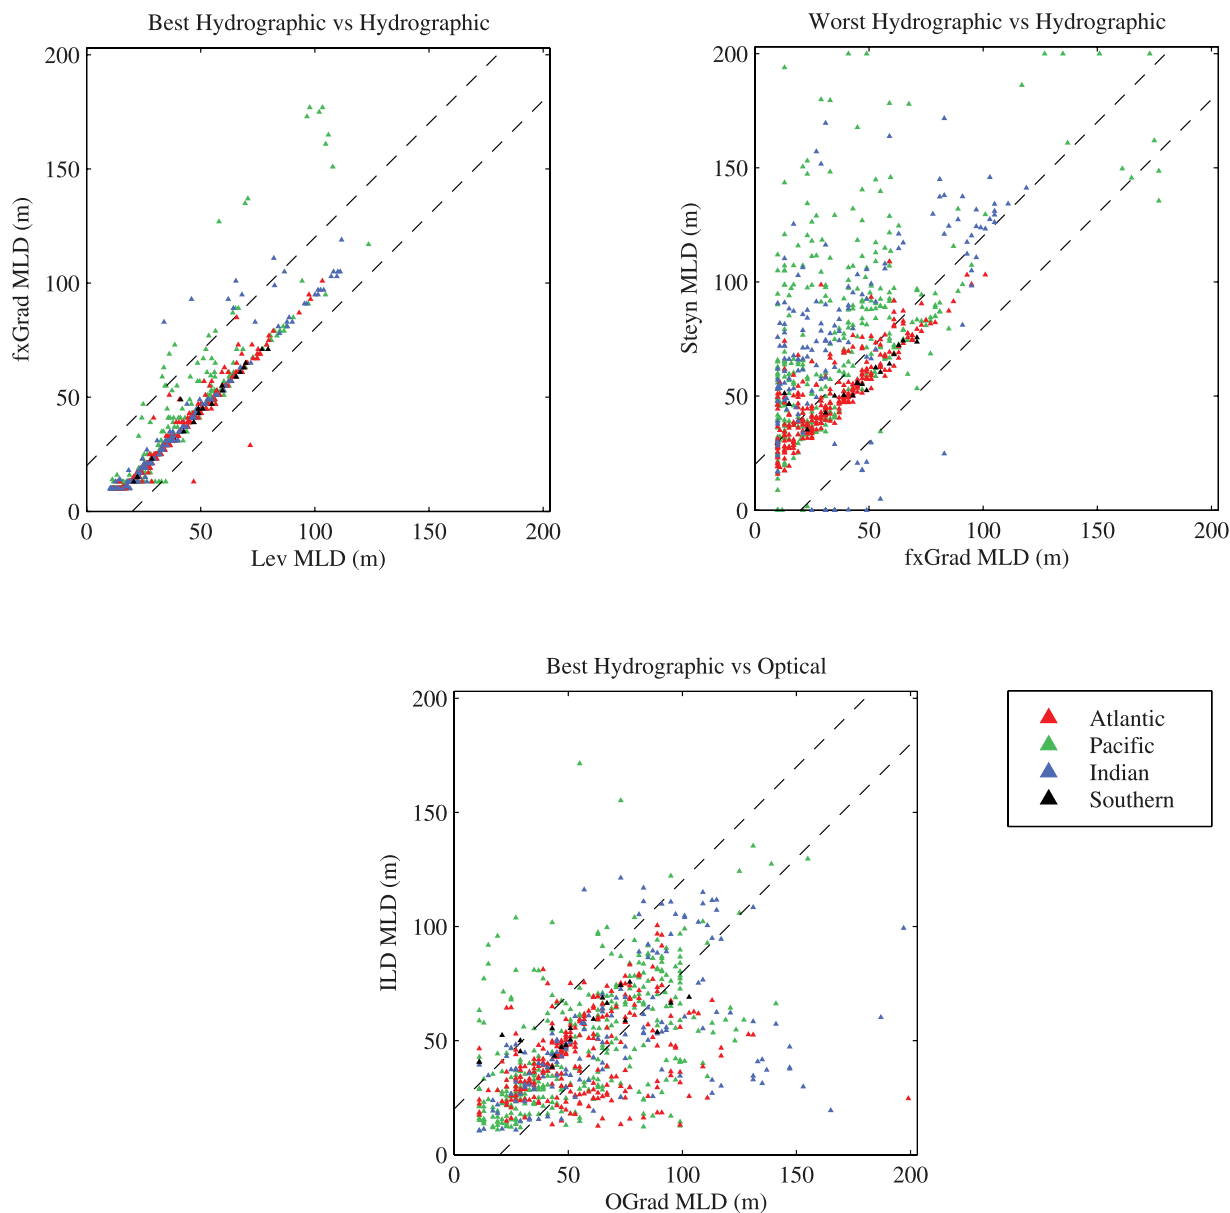 Best Hydrographic vs Hydrographic
200
150
100
50
0
fxGrad MLD (m)
0 50 100 150 200
Lev MLD (m)
Worst Hydrographic vs Hydrographic
200
150
100
50
0
Steyn MLD (m)
0 50 100 150 200
fxGrad MLD (m)
Best Hydrographic vs Optical
200
150
100
50
0
ILD MLD (m)
0 50 100 150 200
OGrad MLD (m)
Atlantic
Pacific
Indian
Southern